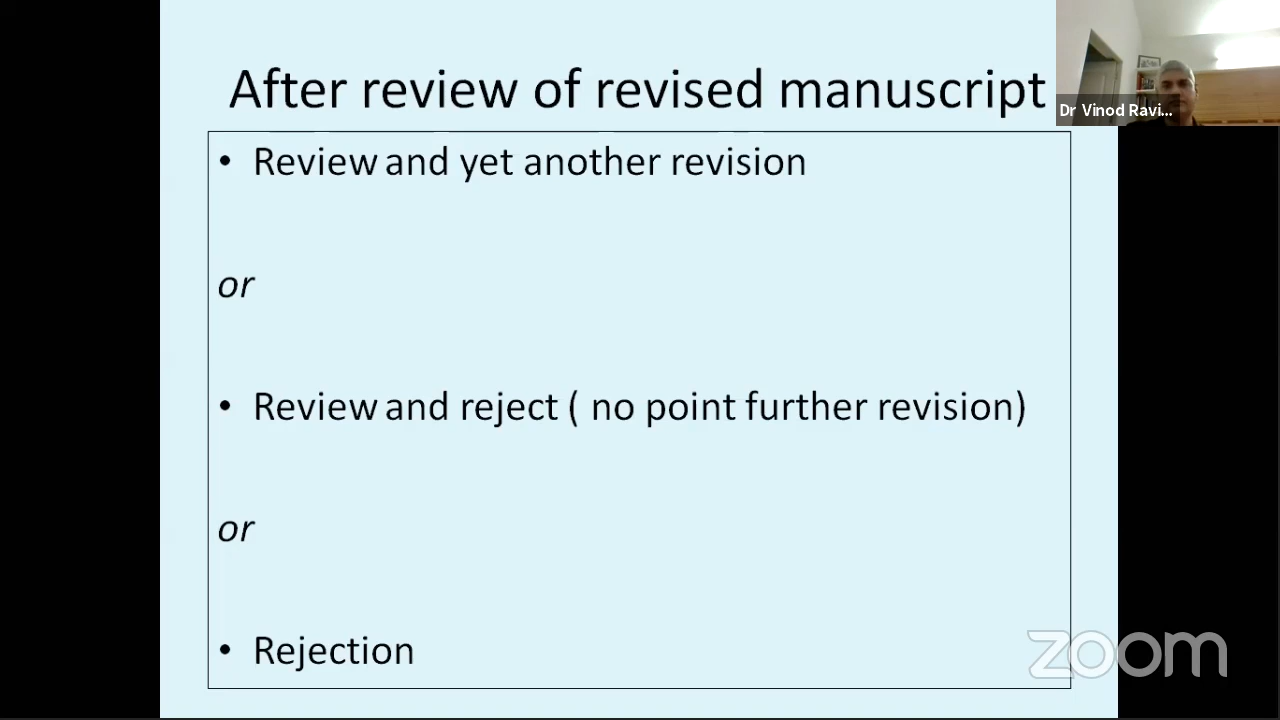 After review of revised manuscript
Dr Vinod Ravi...
• Review and yet another revision
or
• Review and reject ( no point further revision)
or
• Rejection
zoom